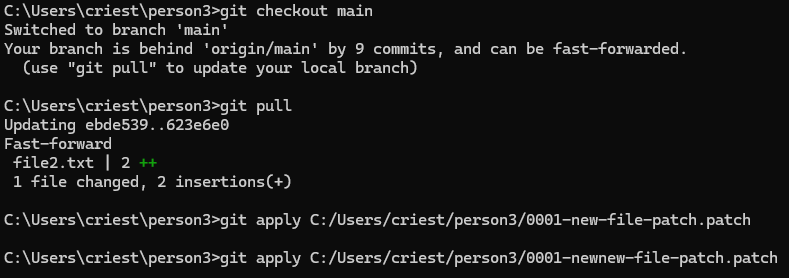 C:\Users\criest\person3>git checkout main
Switched to branch 'main'
Your branch is behind 'origin/main' by 9 commits, and can be fast-forwarded.
  (use "git pull" to update your local branch)
C:\Users\criest\person3>git pull
Updating ebde539..623e6e0
Fast-forward
 file2.txt | 2 ++
 1 file changed, 2 insertions(+)
C:\Users\criest\person3>git apply C:/Users/criest/person3/0001-new-file-patch.patch
C:\Users\criest\person3>git apply C:/Users/criest/person3/0001-newnew-file-patch.patch